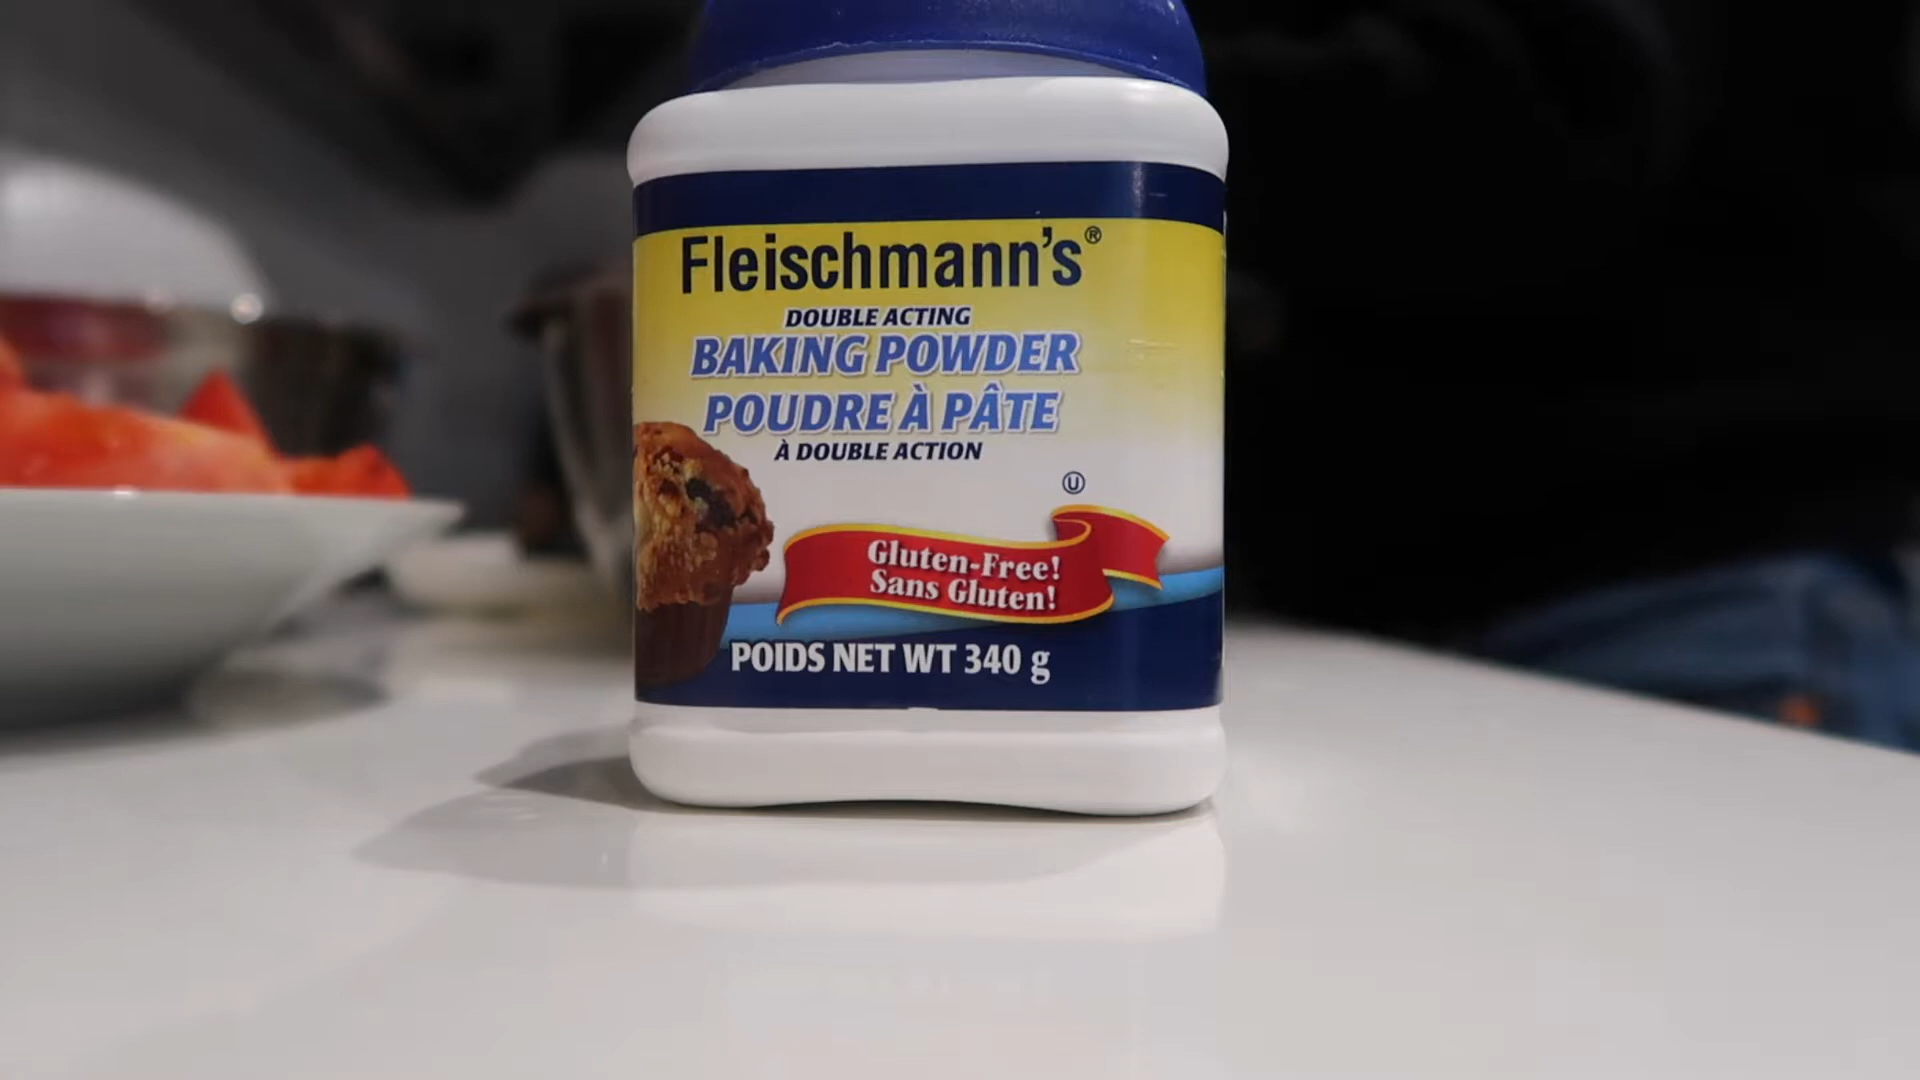 Fleischmann's®
DOUBLE ACTING
BAKING POWDER
POUDRE À PÂTE
À DOUBLE ACTION
Ⓤ
Gluten-Free!
Sans Gluten!
POIDS NET WT 340 g